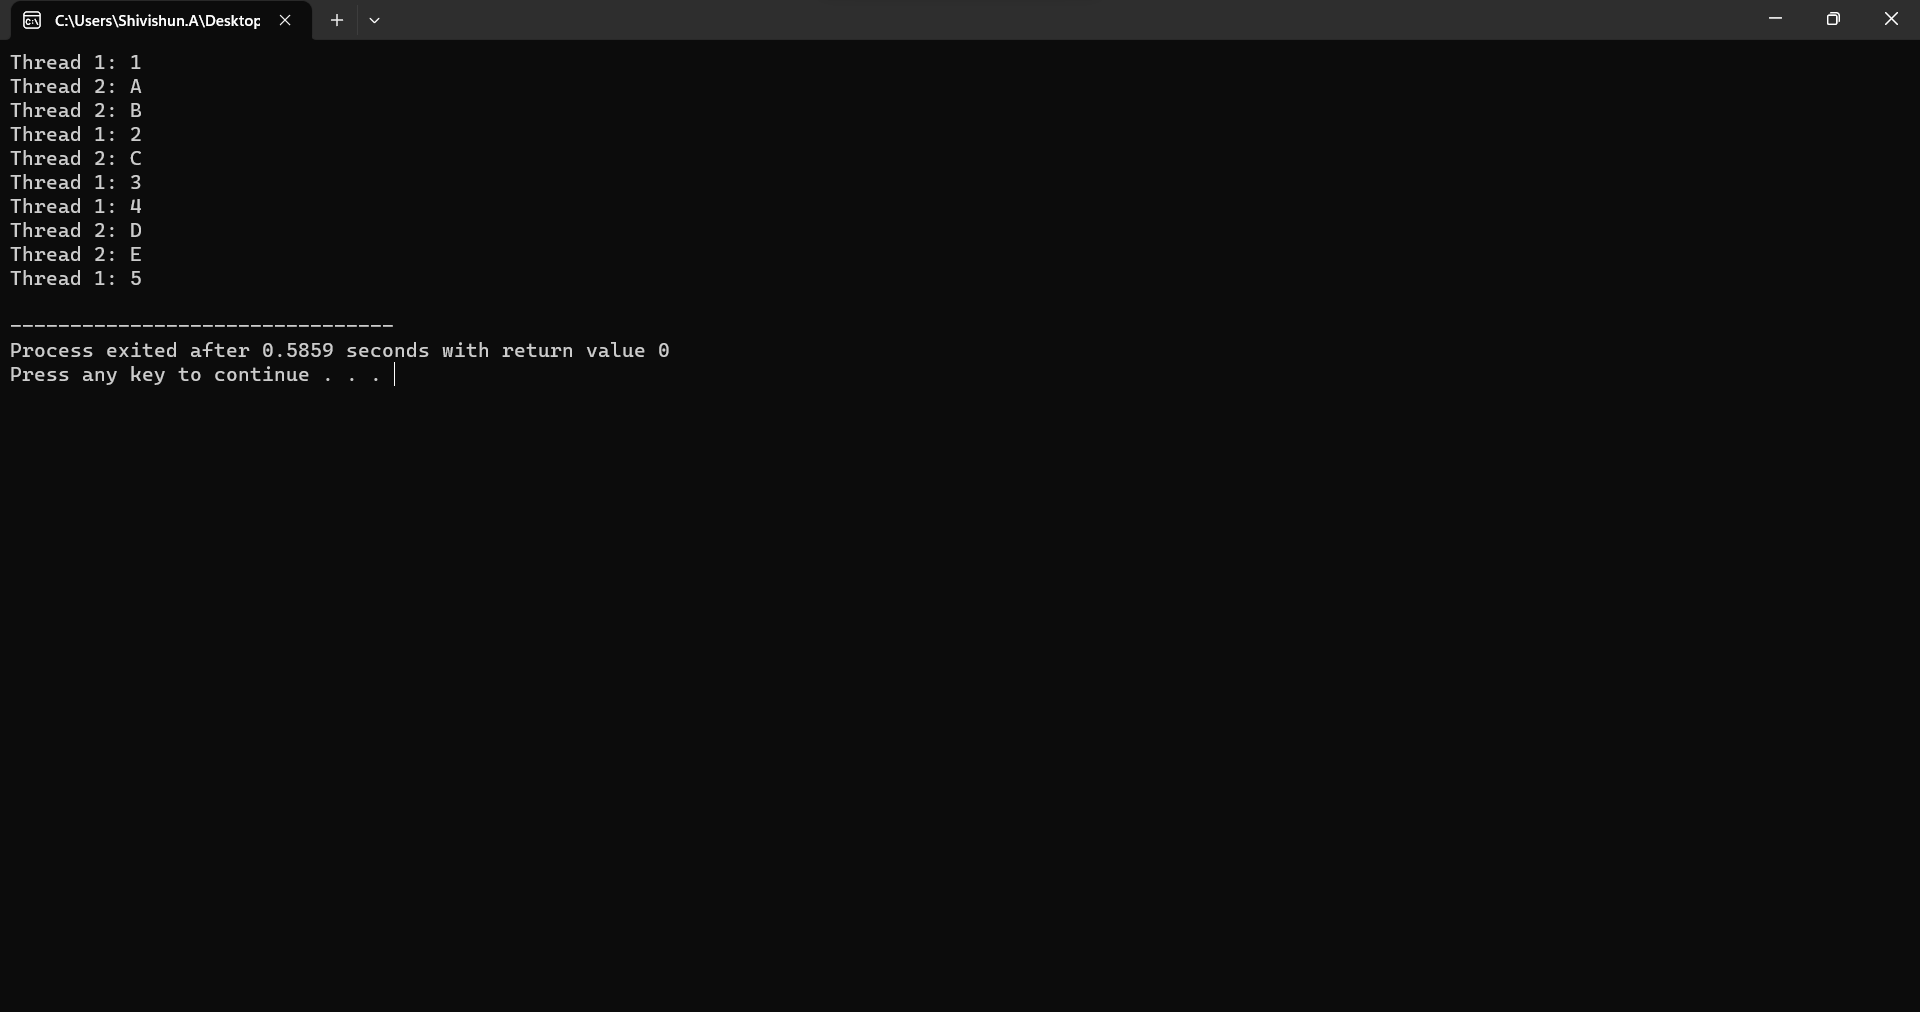 C:\Users\Shivishun.A\Desktop
Thread 1: 1
Thread 2: A
Thread 2: B
Thread 1: 2
Thread 2: C
Thread 1: 3
Thread 1: 4
Thread 2: D
Thread 2: E
Thread 1: 5
--------------------------------
Process exited after 0.5859 seconds with return value 0
Press any key to continue . . .